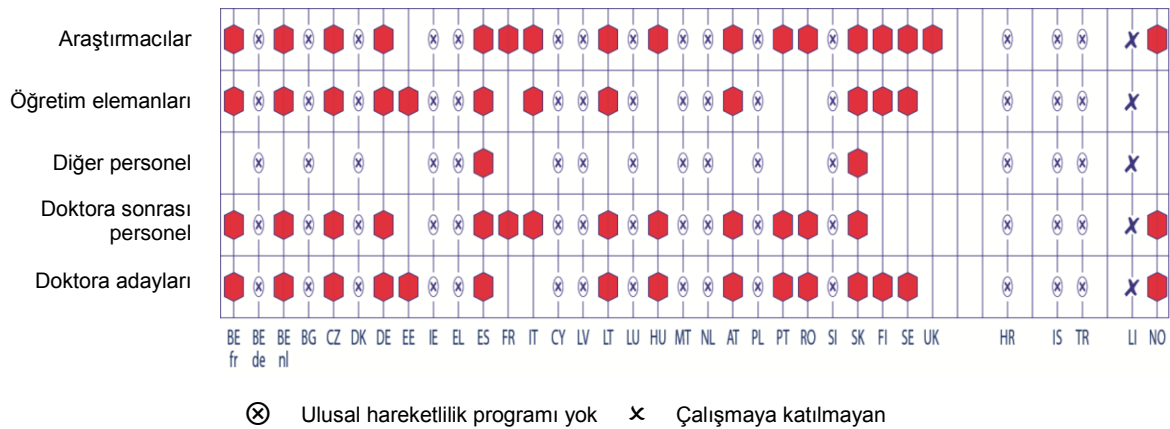 Araştırmacılar
Öğretim elemanları
Diğer personel
Doktora sonrası
personel
Doktora adayları
BE BE BE BG CZ DK DE EE IE EL ES FR IT CY LV LT LU HU MT NL AT PL PT RO SI SK FI SE UK HR IS TR LI NO
fr de nl
Ulusal hareketlilik programı yok Çalışmaya katılmayan